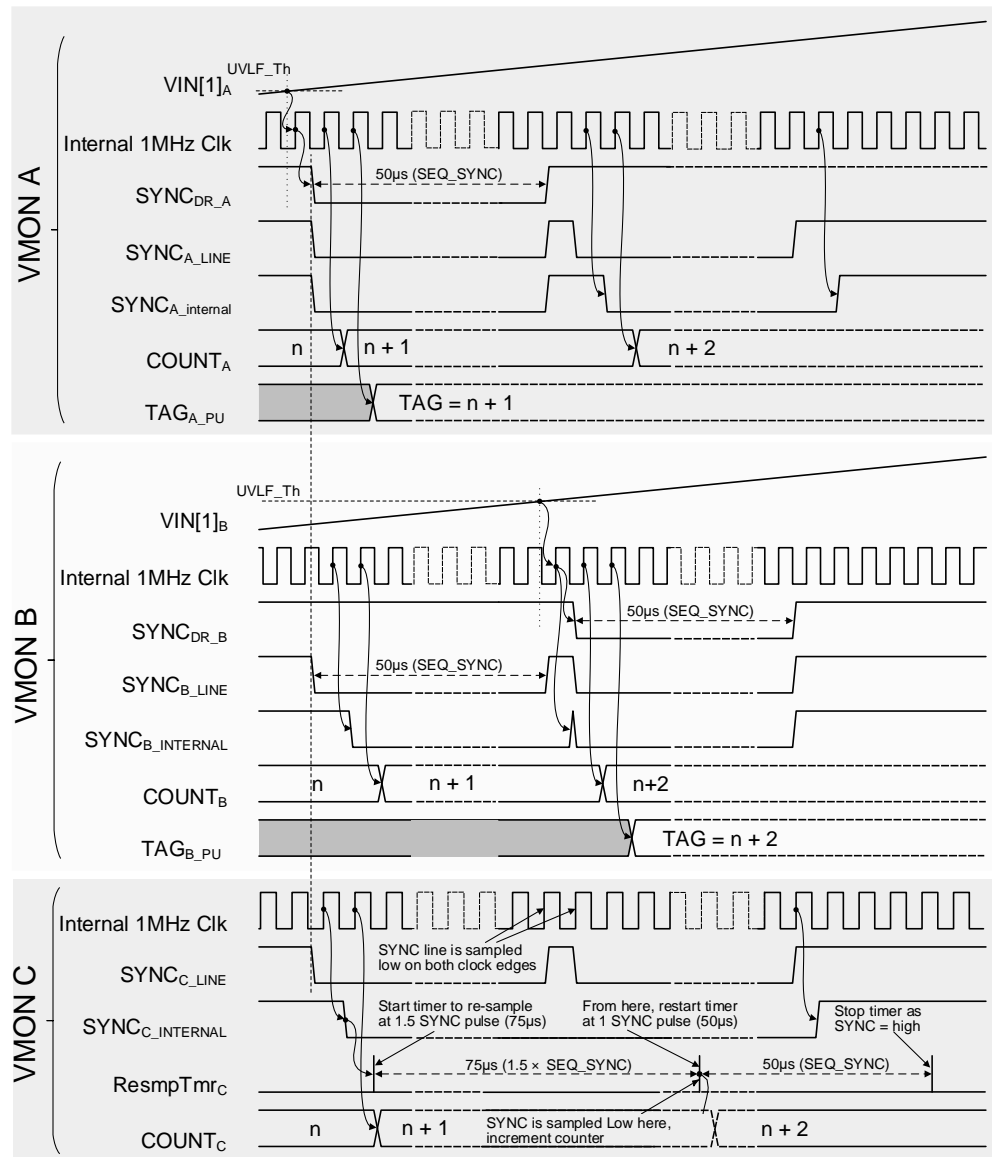 VMON A
UVLF_Th
VIN[1]A
Internal 1MHz Clk
50µs (SEQ_SYNC)
SYNCDR_A
SYNCA_LINE
SYNCA_internal
n
n + 1
n + 2
COUNTA
TAG = n + 1
TAGA_PU
VMON B
UVLF_Th
VIN[1]B
Internal 1MHz Clk
50µs (SEQ_SYNC)
SYNCDR_B
50µs (SEQ_SYNC)
SYNCB_LINE
SYNCB_INTERNAL
n
n + 1
n+2
COUNTB
TAG = n + 2
TAGB_PU
VMON C
Internal 1MHz Clk
SYNC line is sampled
low on both clock edges
SYNCC_LINE
Start timer to re-sample
at 1.5 SYNC pulse (75µs)
From here, restart timer
at 1 SYNC pulse (50µs)
Stop timer as
SYNC = high
SYNCC_INTERNAL
75µs (1.5 × SEQ_SYNC)
50µs (SEQ_SYNC)
ResmpTmrC
SYNC is sampled Low here,
increment counter
n
n + 1
n + 2
COUNTC